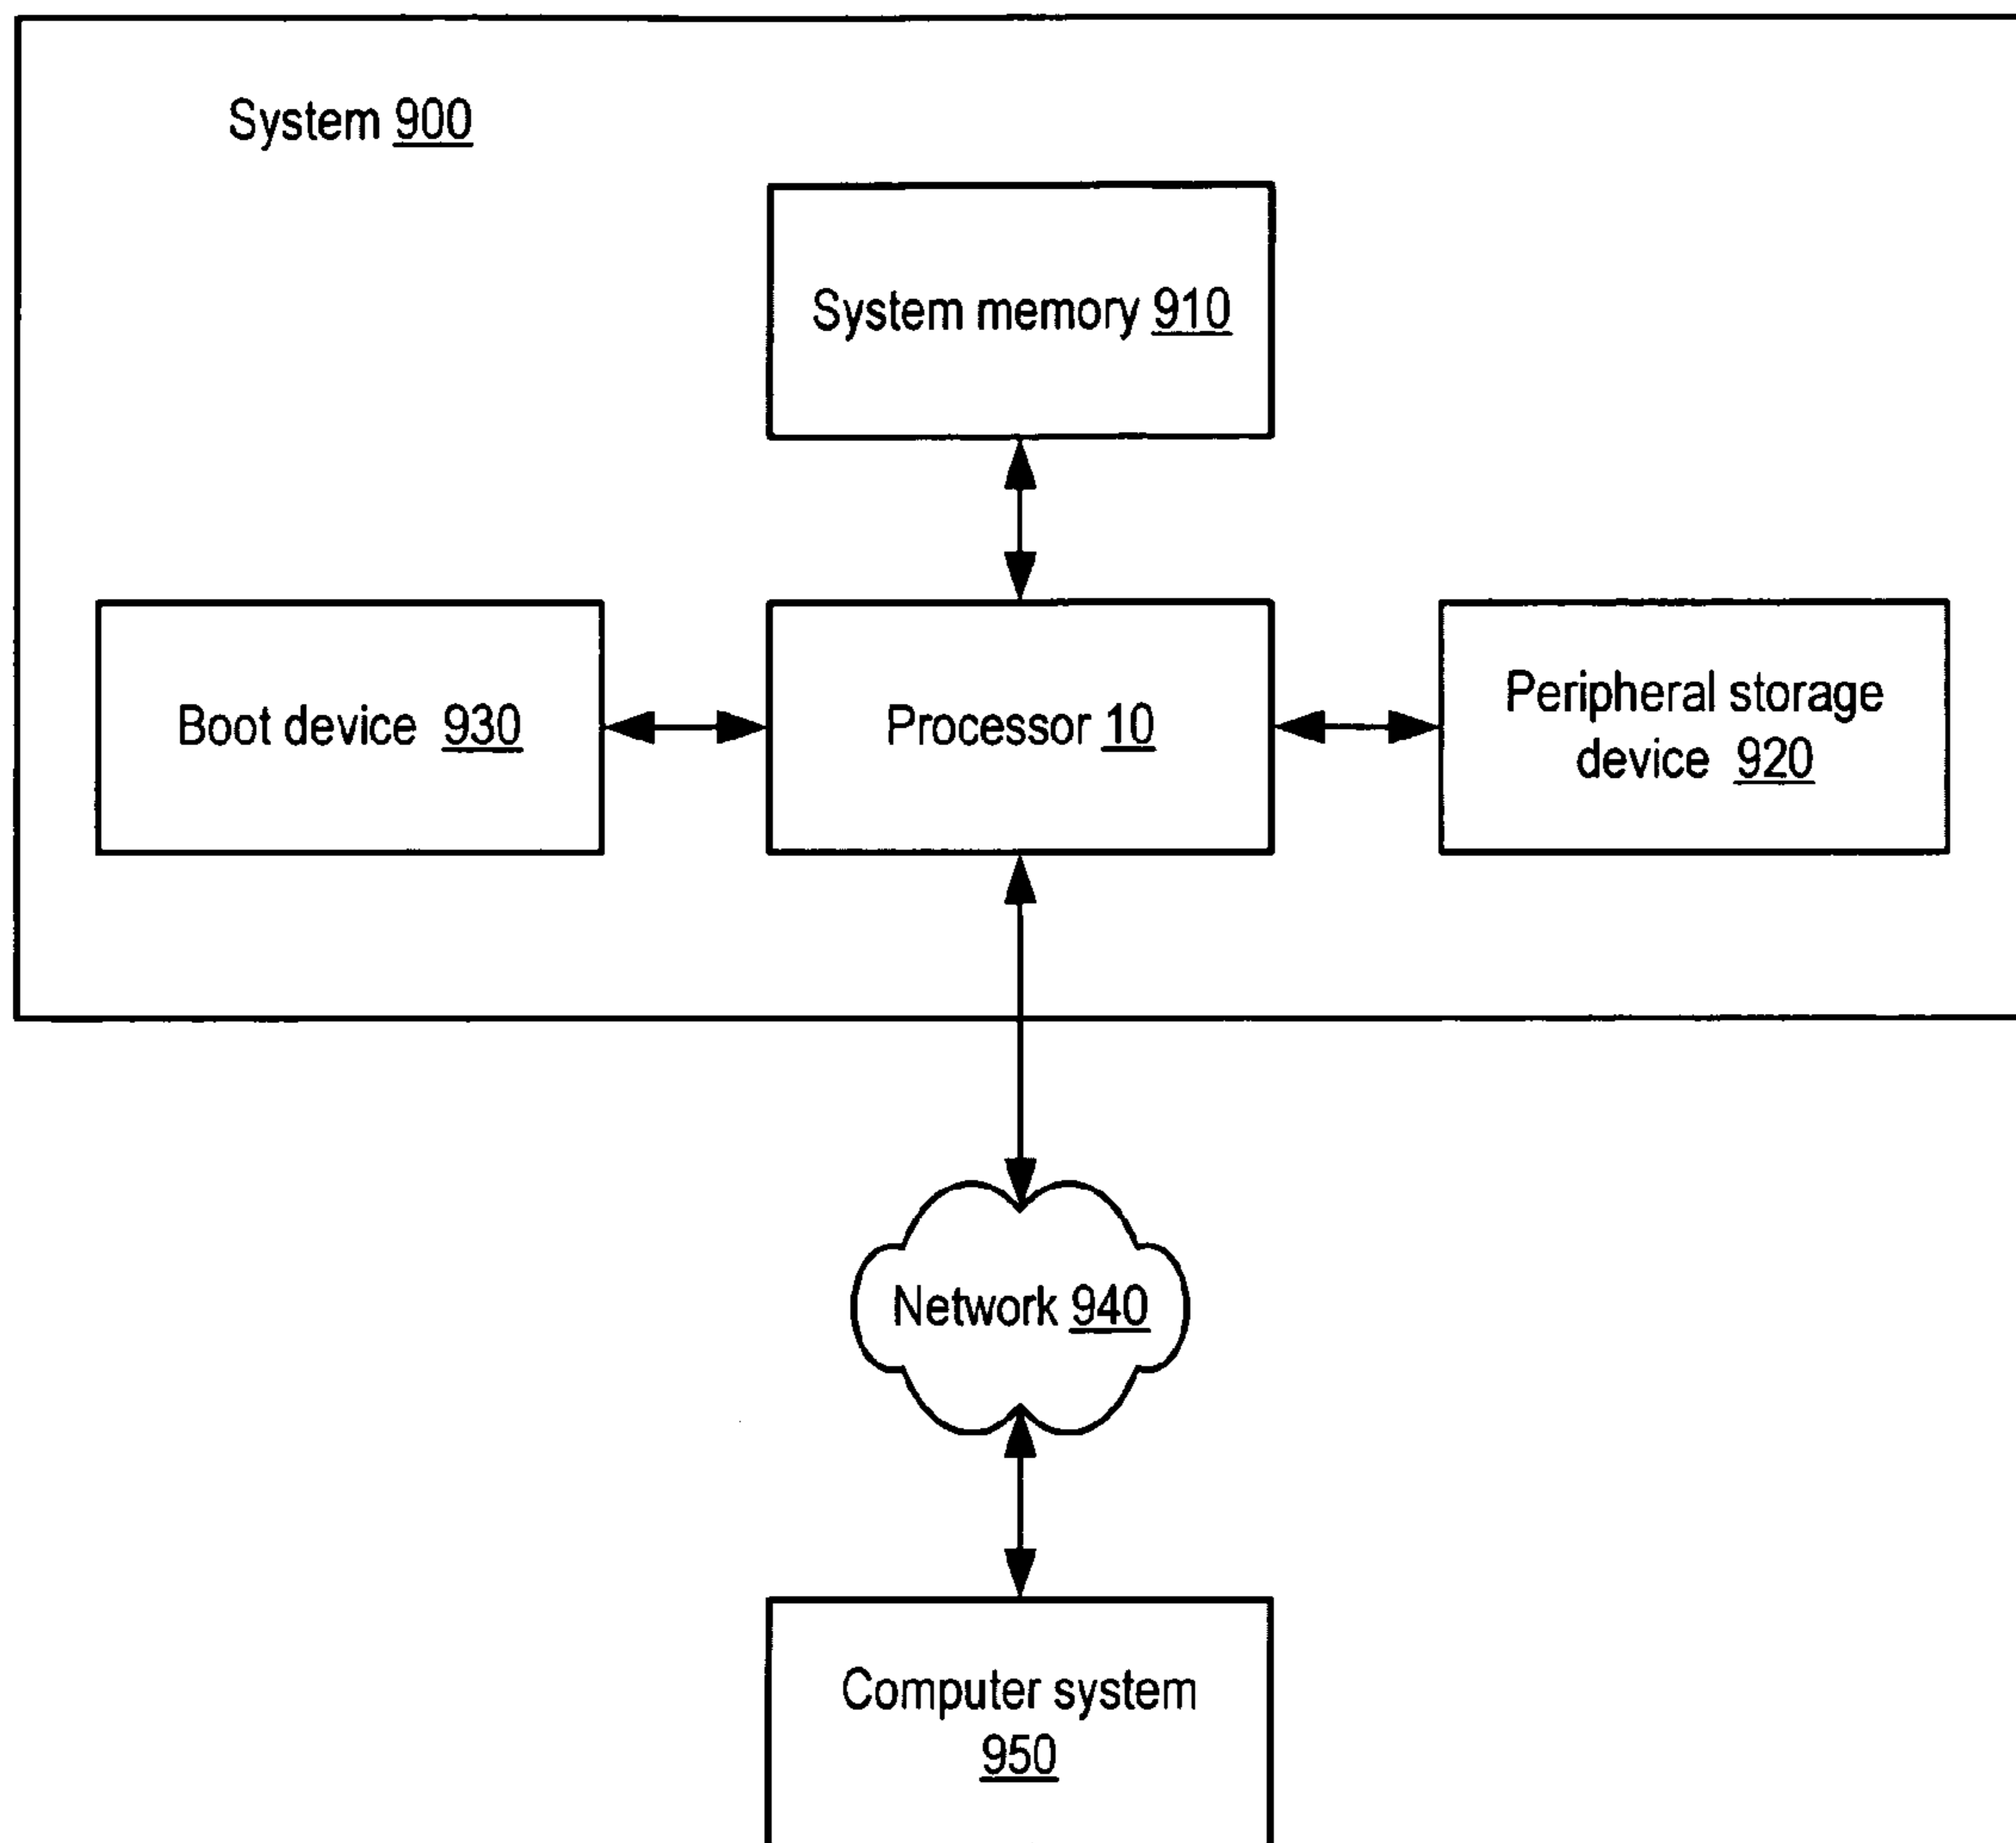 System 900
System memory 910
Boot device 930
Processor 10
Peripheral storage
device 920
Network 940
Computer system
950